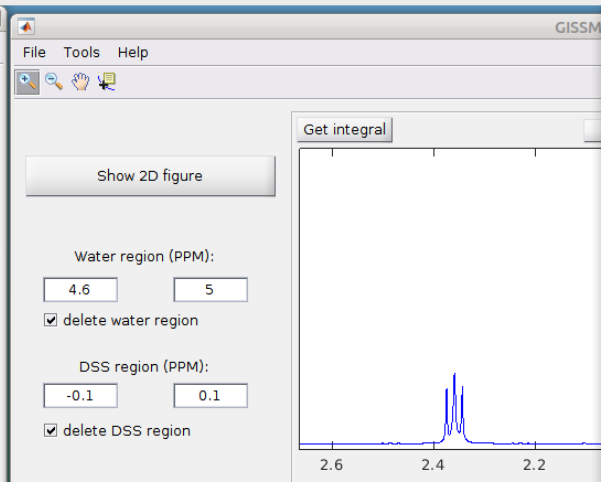 GISSM
File Tools Help
Get integral
Show 2D figure
Water region (PPM):
4.6 5
delete water region
DSS region (PPM):
-0.1 0.1
delete DSS region
2.6 2.4 2.2